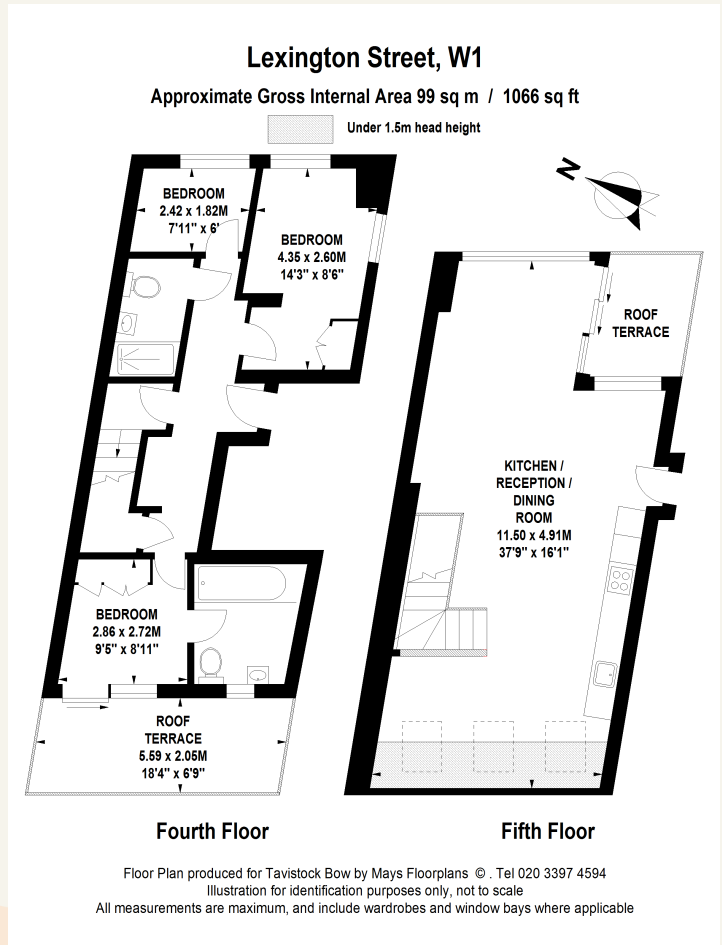 Lexington Street, W1
Approximate Gross Internal Area 99 sq m / 1066 sq ft
Under 1.5m head height
N
BEDROOM
2.42 x 1.82M
7'11" x 6'
BEDROOM
4.35 x 2.60M
14'3" x 8'6"
BEDROOM
2.86 x 2.72M
9'5" x 8'11"
ROOF
TERRACE
5.59 x 2.05M
18'4" x 6'9"
Fourth Floor
ROOF
TERRACE
KITCHEN /
RECEPTION /
DINING
ROOM
11.50 x 4.91M
37'9" x 16'1"
Fifth Floor
Floor Plan produced for Tavistock Bow by Mays Floorplans © . Tel 020 3397 4594
Illustration for identification purposes only, not to scale
All measurements are maximum, and include wardrobes and window bays where applicable